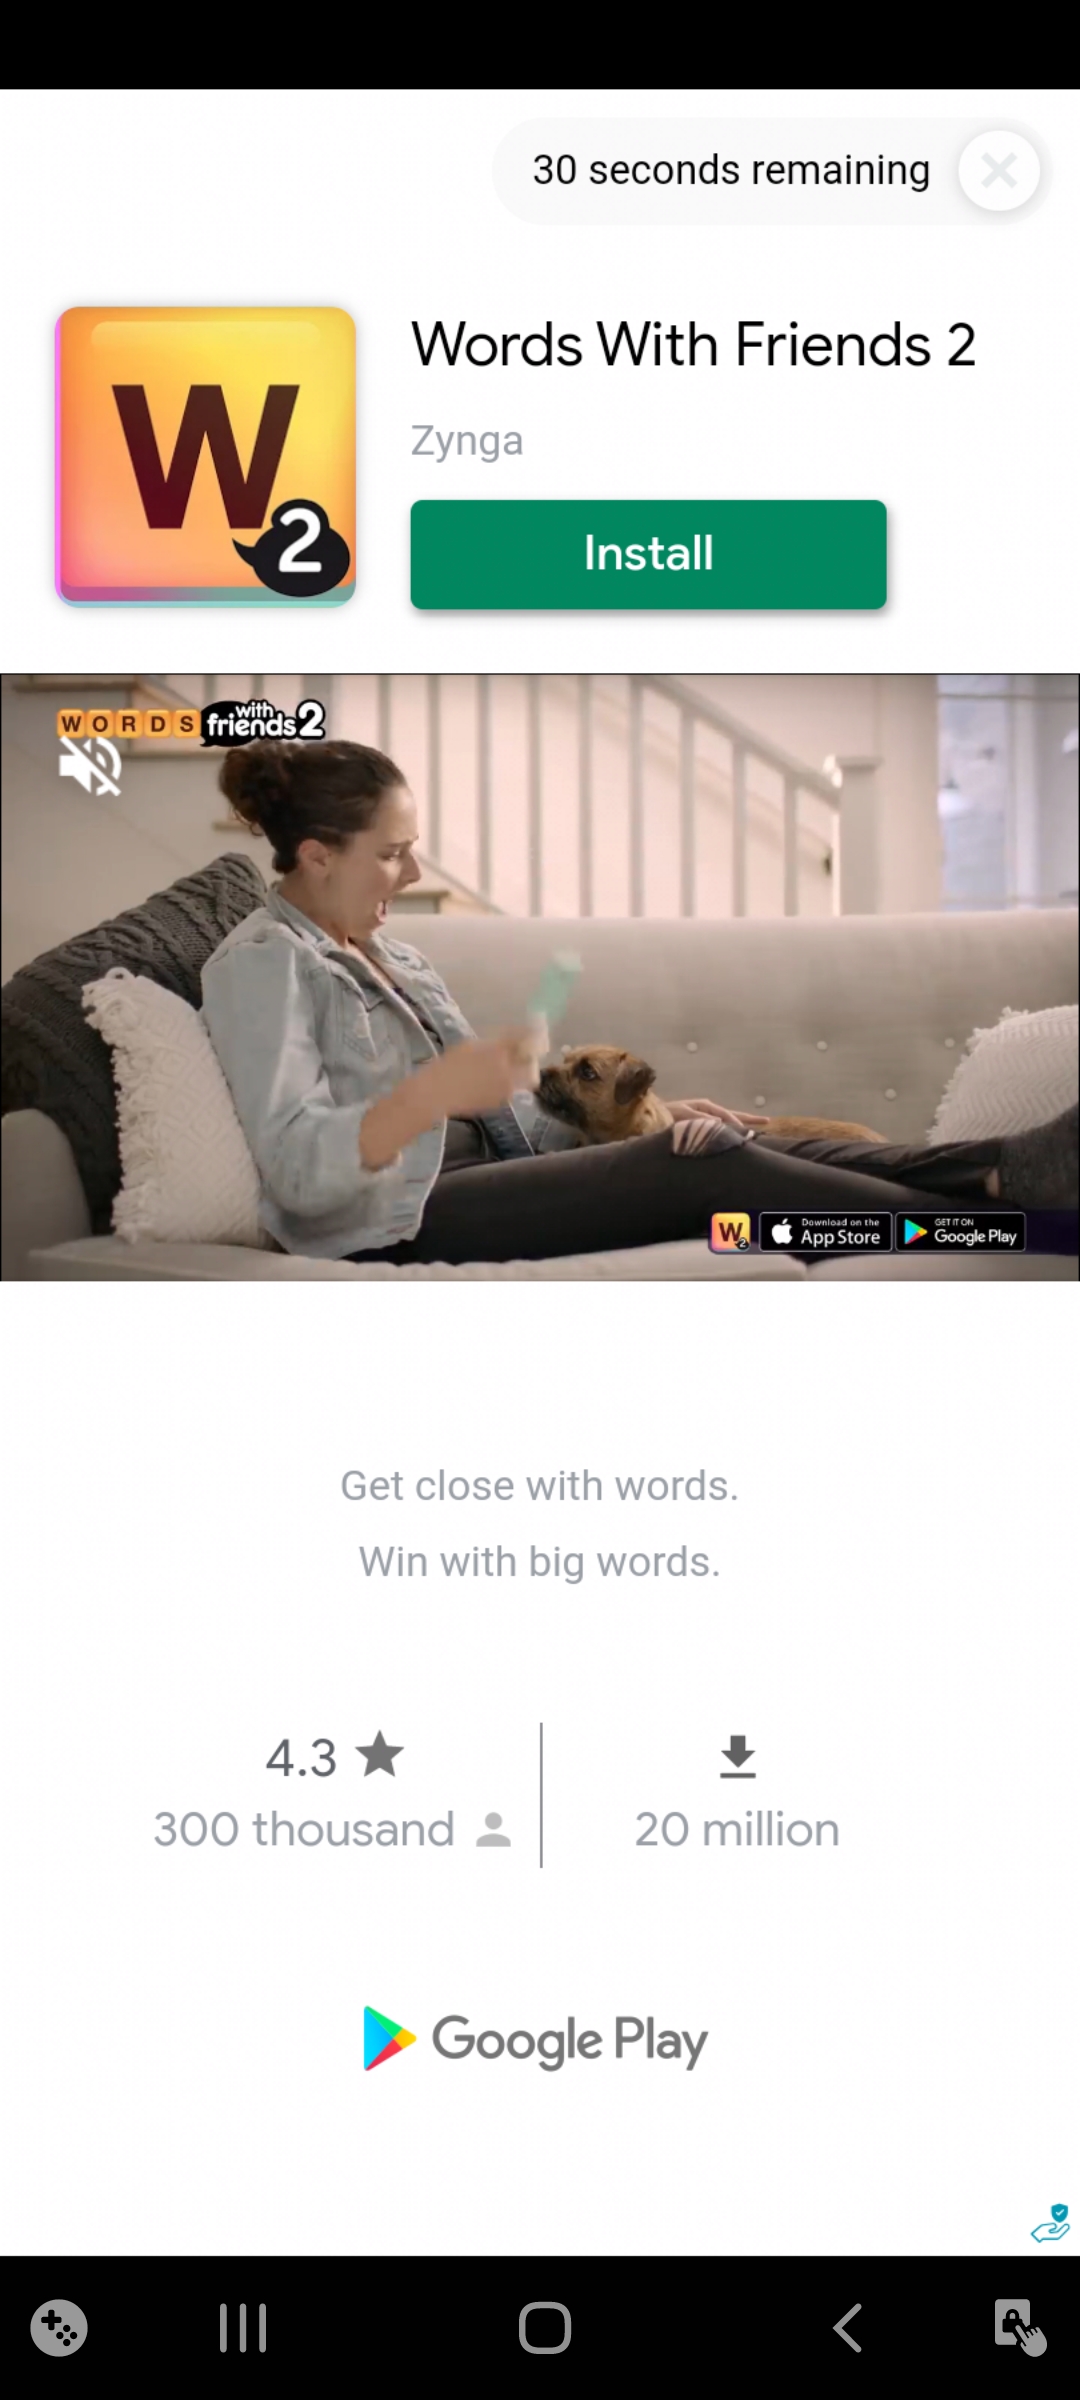 30 seconds remaining
Words With Friends 2
W
2
Zynga
Install
WORDS with friends 2
W2
Download on the
App Store
GET IT ON
Google Play
Get close with words.
Win with big words.
4.3
300 thousand
20 million
Google Play